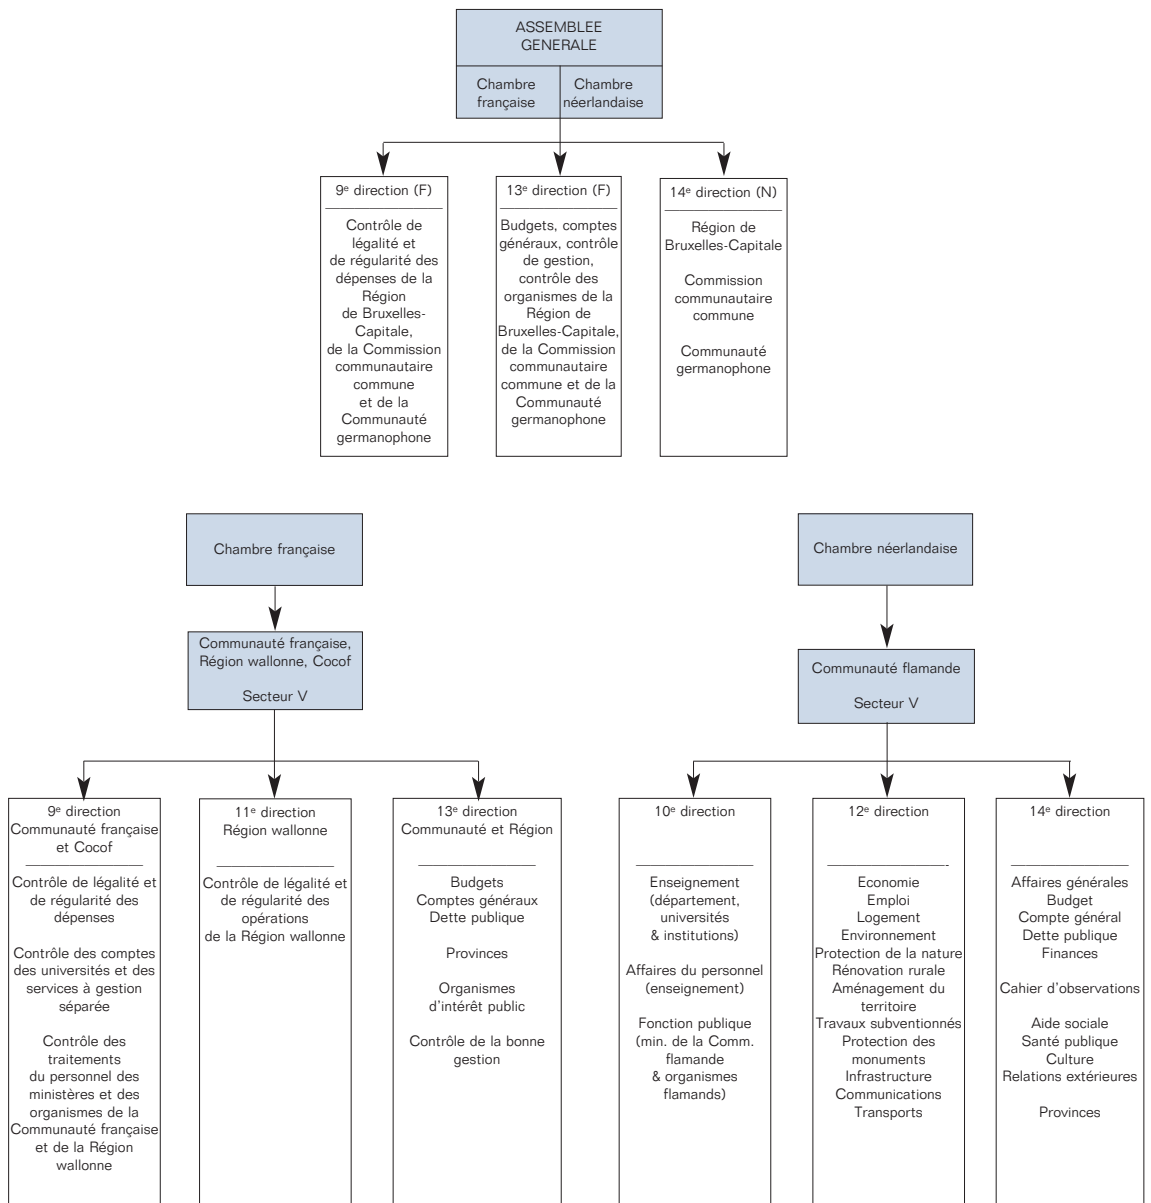 ASSEMBLEE
GENERALE
Chambre
française
Chambre
néerlandaise
9e direction (F)
Contrôle de
légalité et
de régularité des
dépenses de la
Région
de Bruxelles-
Capitale,
de la Commission
communautaire
commune
et de la
Communauté
germanophone
13e direction (F)
Budgets, comptes
généraux, contrôle
de gestion,
contrôle des
organismes de la
Région de
Bruxelles-Capitale,
de la Commission
communautaire
commune et de la
Communauté
germanophone
14e direction (N)
Région de
Bruxelles-Capitale
Commission
communautaire
commune
Communauté
germanophone
Chambre française
Communauté française,
Région wallonne, Cocof
Secteur V
9e direction
Communauté française
et Cocof
Contrôle de légalité et
de régularité des
dépenses
Contrôle des comptes
des universités et des
services à gestion
séparée
Contrôle des
traitements
du personnel des
ministères et des
organismes de la
Communauté française
et de la Région
wallonne
11e direction
Région wallonne
Contrôle de légalité et
de régularité des
opérations
de la Région wallonne
13e direction
Communauté et Région
Budgets
Comptes généraux
Dette publique
Provinces
Organismes
d'intérêt public
Contrôle de la bonne
gestion
Chambre néerlandaise
Communauté flamande
Secteur V
10e direction
Enseignement
(département,
universités
& institutions)
Affaires du personnel
(enseignement)
Fonction publique
(min. de la Comm.
flamande
& organismes
flamands)
12e direction
Economie
Emploi
Logement
Environnement
Protection de la nature
Rénovation rurale
Aménagement du
territoire
Travaux subventionnés
Protection des
monuments
Infrastructure
Communications
Transports
14e direction
Affaires générales
Budget
Compte général
Dette publique
Finances
Cahier d'observations
Aide sociale
Santé publique
Culture
Relations extérieures
Provinces